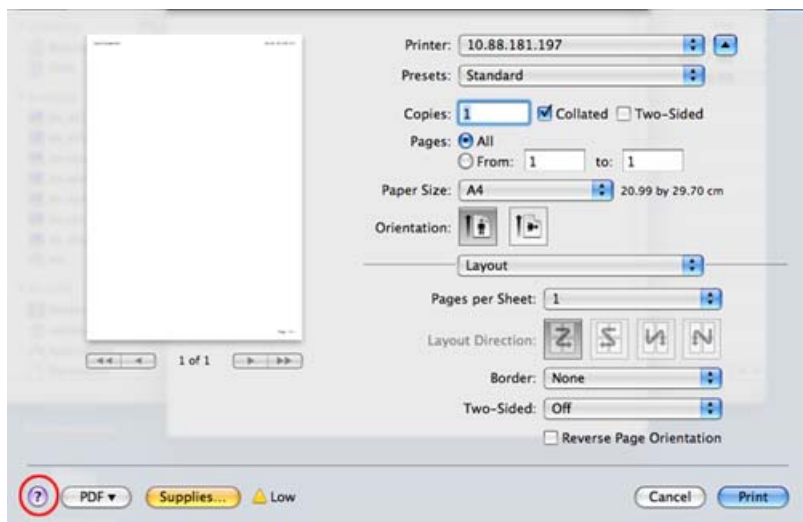 Printer: 10.88.181.197
Presets: Standard
Copies: 1 Collated Two-Sided
Pages: All
From: 1 to: 1
Paper Size: A4 20.99 by 29.70 cm
Orientation:
Layout
Pages per Sheet: 1
Layout Direction:
Border: None
Two-Sided: Off
Reverse Page Orientation
1 of 1
? PDF▾ Supplies... Low Cancel Print